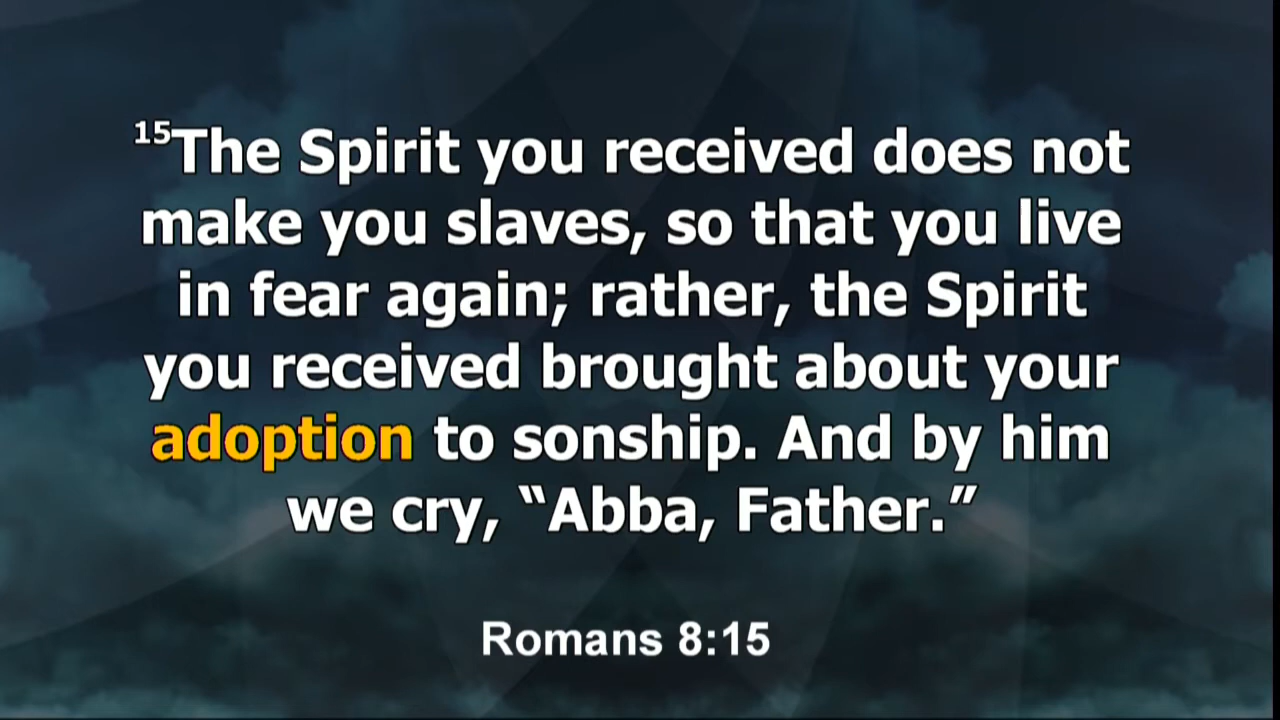 15The Spirit you received does not
make you slaves, so that you live
in fear again; rather, the Spirit
you received brought about your
adoption to sonship. And by him
we cry, “Abba, Father.”
Romans 8:15